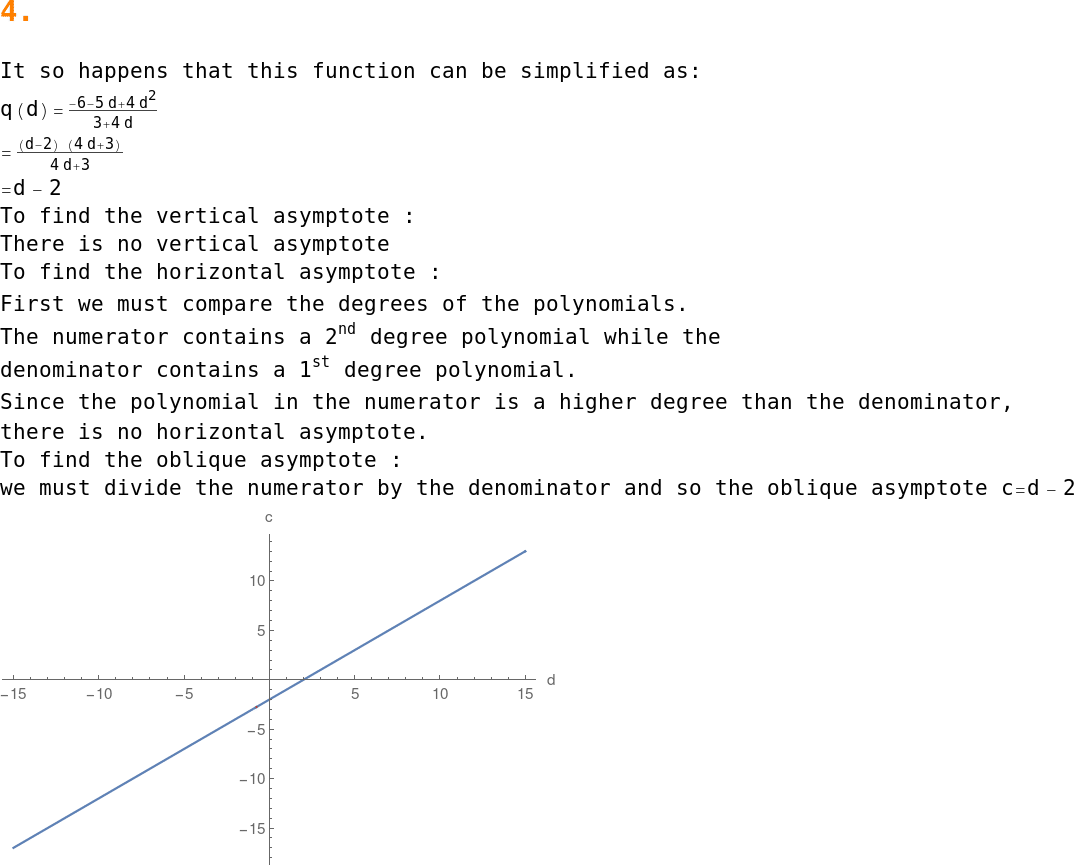 4.
It so happens that this function can be simplified as:
q(d)=\frac{-6-5 d+4 d^2}{3+4 d}
=\frac{(d-2) (4 d+3)}{4 d+3}
=d - 2
To find the vertical asymptote :
There is no vertical asymptote
To find the horizontal asymptote :
First we must compare the degrees of the polynomials.
The numerator contains a 2^nd degree polynomial while the
denominator contains a 1^st degree polynomial.
Since the polynomial in the numerator is a higher degree than the denominator,
there is no horizontal asymptote.
To find the oblique asymptote :
we must divide the numerator by the denominator and so the oblique asymptote c=d - 2
c
10
5
-15 -10 -5 5 10 15 d
-5
-10
-15